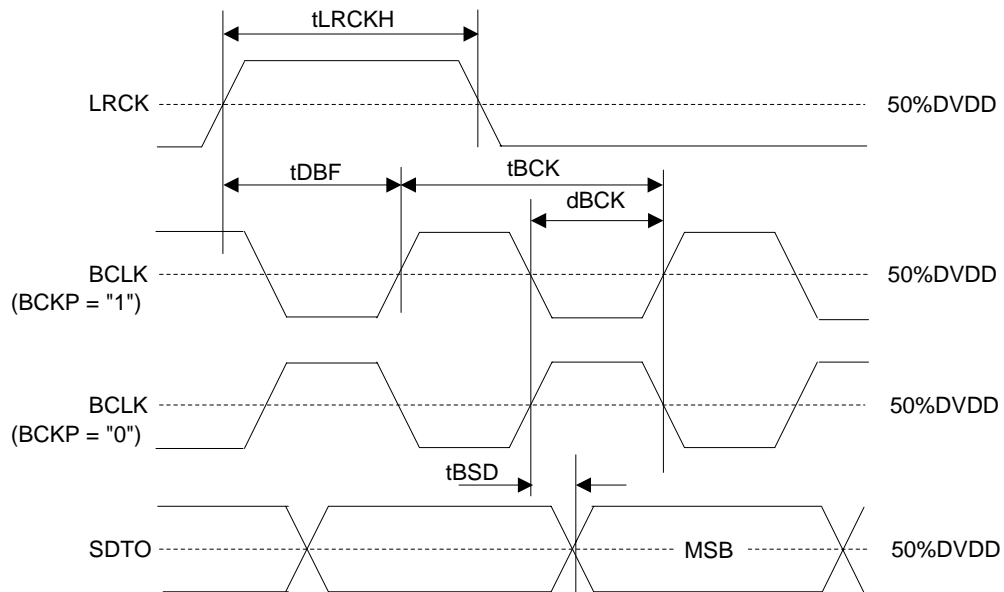 tLRCKH
LRCK
50%DVDD
tDBF
tBCK
dBCK
BCLK
(BCKP = "1")
50%DVDD
BCLK
(BCKP = "0")
50%DVDD
tBSD
SDTO
MSB
50%DVDD